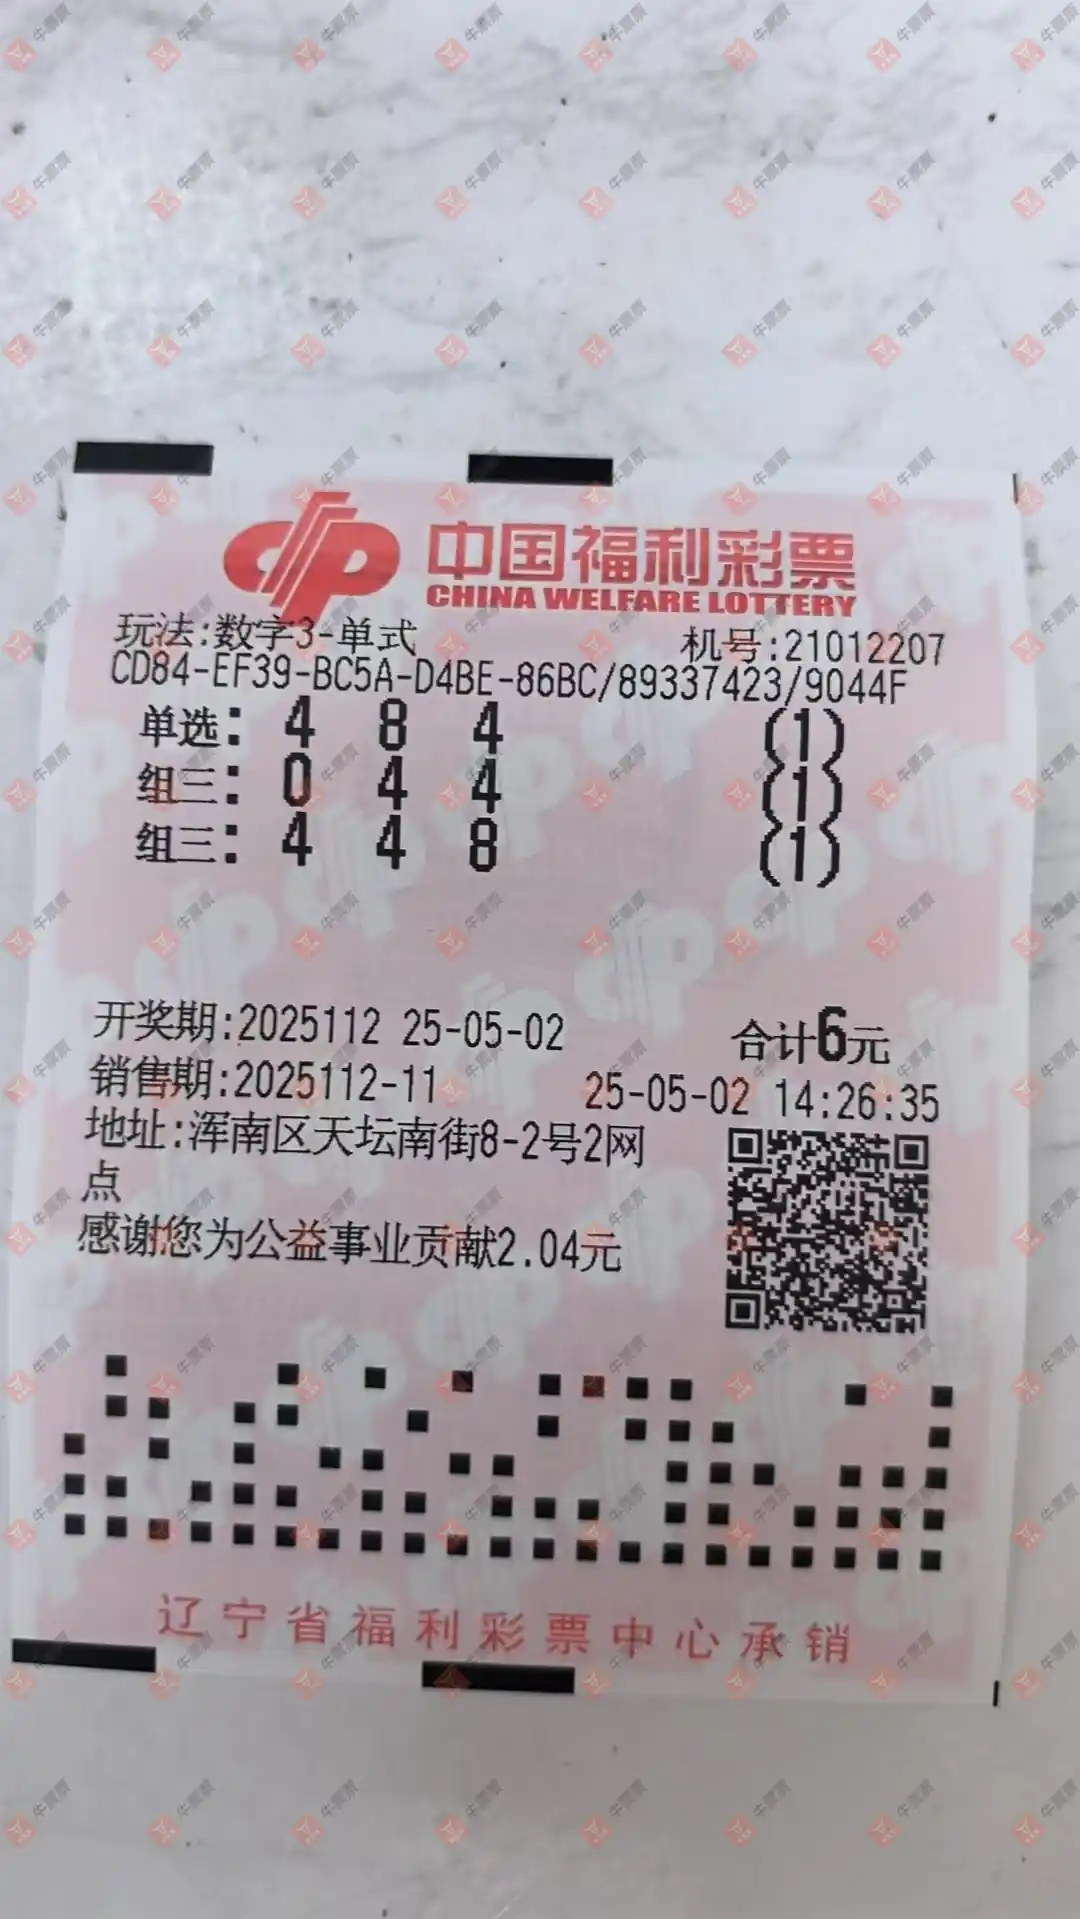 中国福利彩票
CHINA WELFARE LOTTERY
玩法:数字3-单式 机号:21012207
CD84-EF39-BC5A-D4BE-86BC/89337423/9044F
单选: 4 8 4 (1)
组三: 0 4 4 (1)
组三: 4 4 8 (1)
开奖期:2025112 25-05-02 合计6元
销售期:2025112-11 25-05-02 14:26:35
地址:浑南区天坛南街8-2号2网
点
感谢您为公益事业贡献2.04元
辽宁省福利彩票中心承销
牛票票